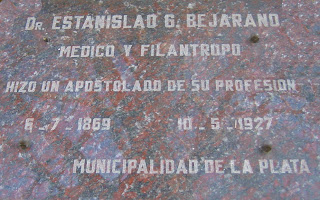 Dr. ESTANISLAO G. BEJARANO
MEDICO Y FILANTROPO
HIZO UN APOSTOLADO DE SU PROFESION
6-7-1869 10-5-1927
MUNICIPALIDAD DE LA PLATA